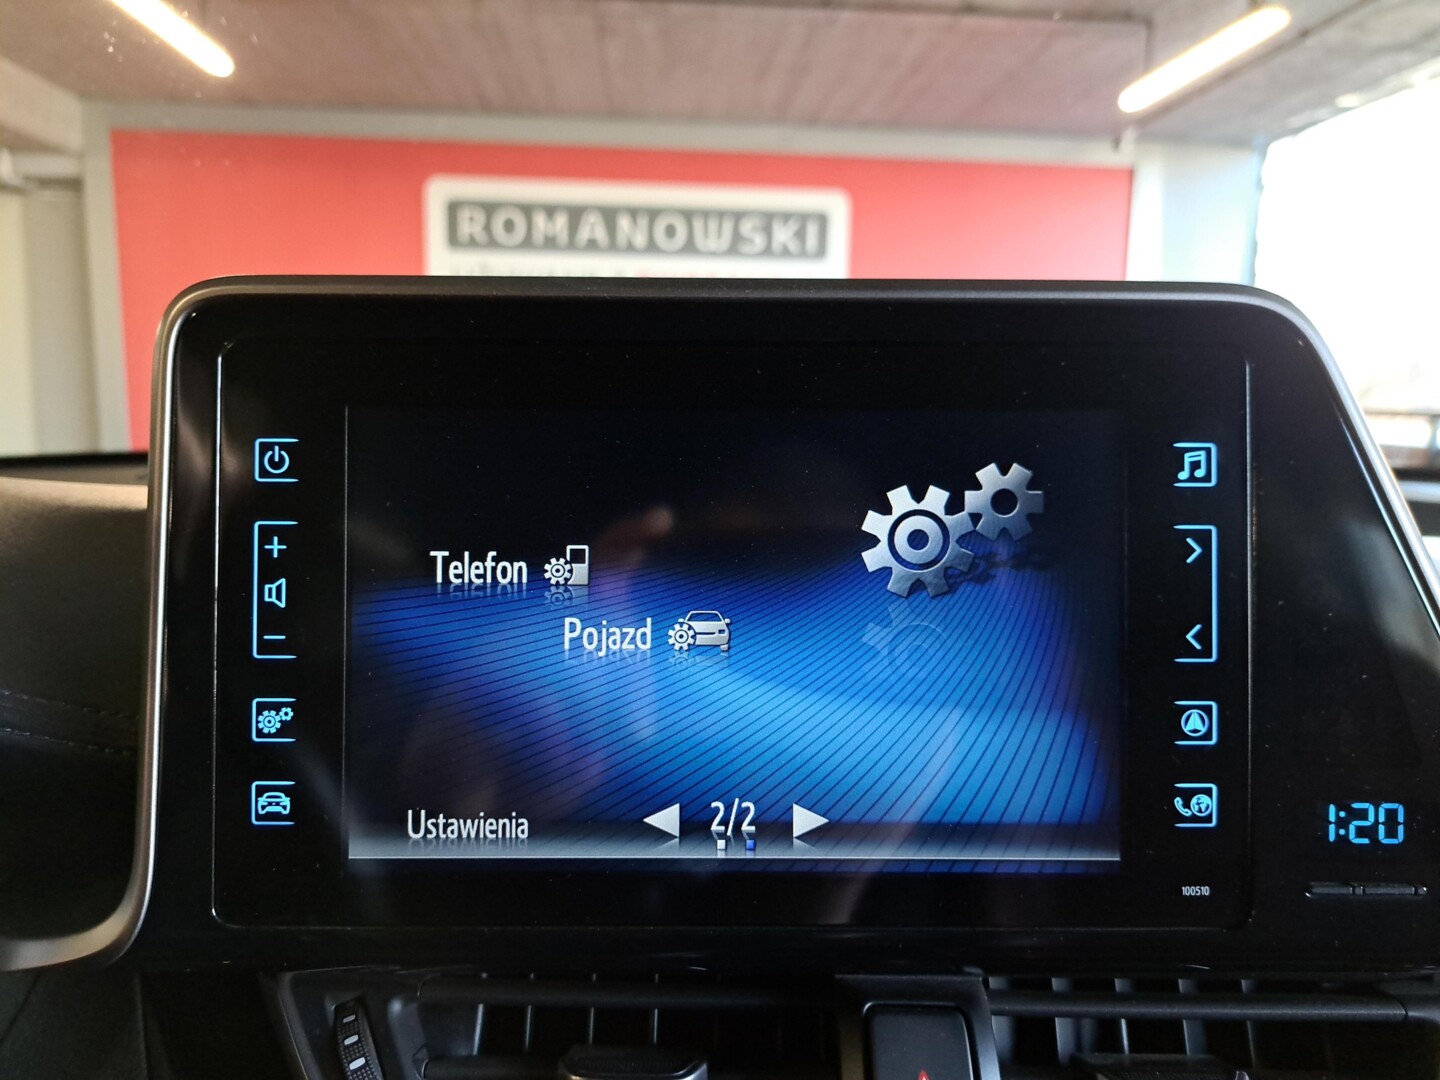 ROMANOWSKI
Telefon
Pojazd
Ustawienia
2/2
1:20
100510